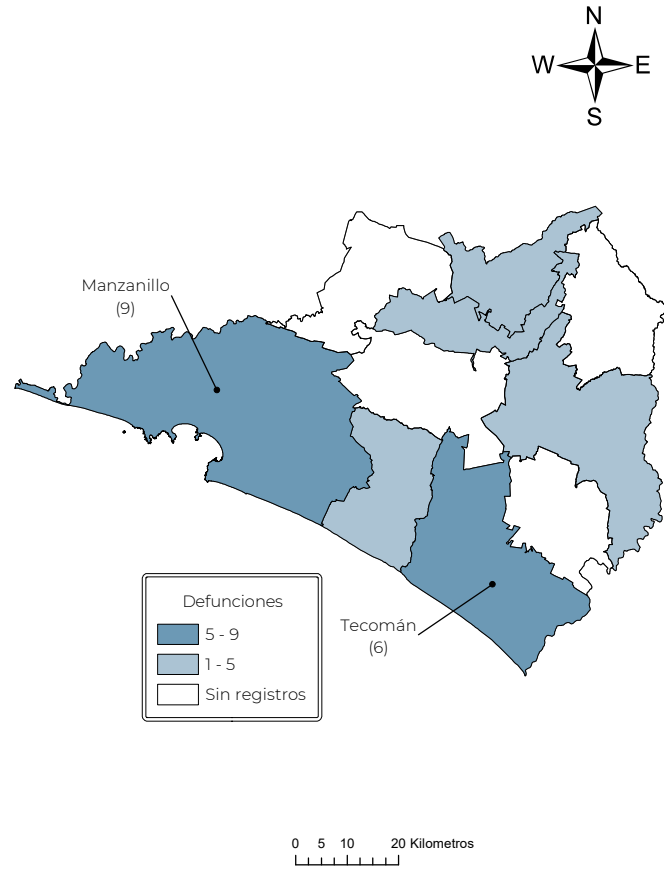 N
W E
S
Manzanillo
(9)
Defunciones
5 - 9
1 - 5
Sin registros
Tecomán
(6)
0 5 10 20 Kilometros